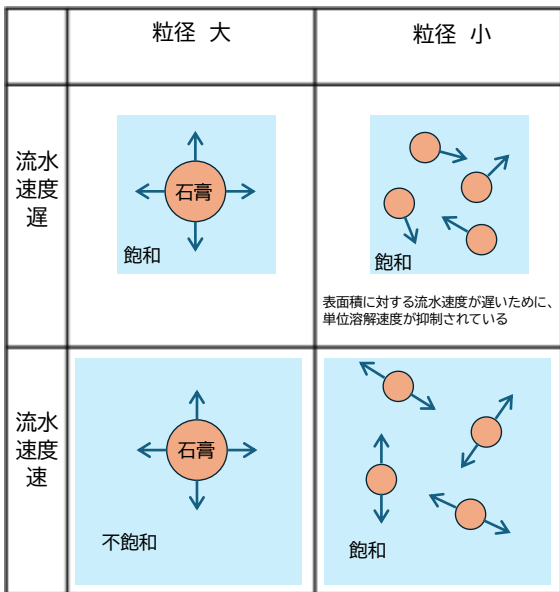 粒径 大
粒径 小
流水
速度
遅
石膏
飽和
飽和
表面積に対する流水速度が遅いために、
単位溶解速度が抑制されている
流水
速度
速
石膏
不飽和
飽和